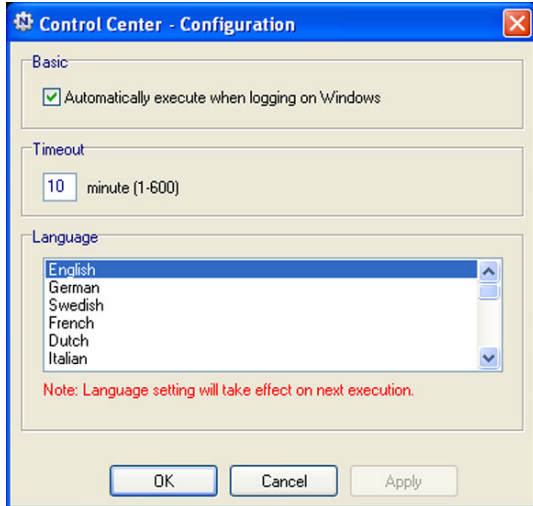 Control Center - Configuration
Basic
Automatically execute when logging on Windows
Timeout
10 minute (1-600)
Language
English
German
Swedish
French
Dutch
Italian
Note: Language setting will take effect on next execution.
OK Cancel Apply